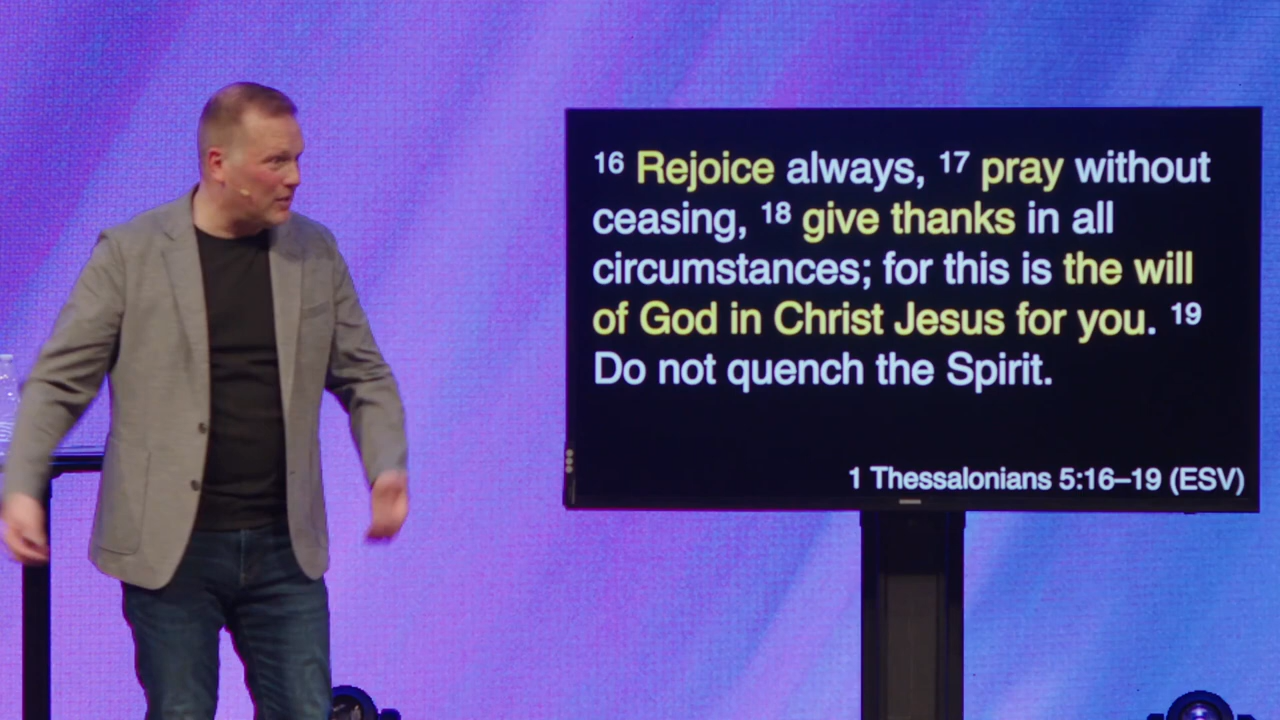 16 Rejoice always, 17 pray without
ceasing, 18 give thanks in all
circumstances; for this is the will
of God in Christ Jesus for you. 19
Do not quench the Spirit.
1 Thessalonians 5:16–19 (ESV)